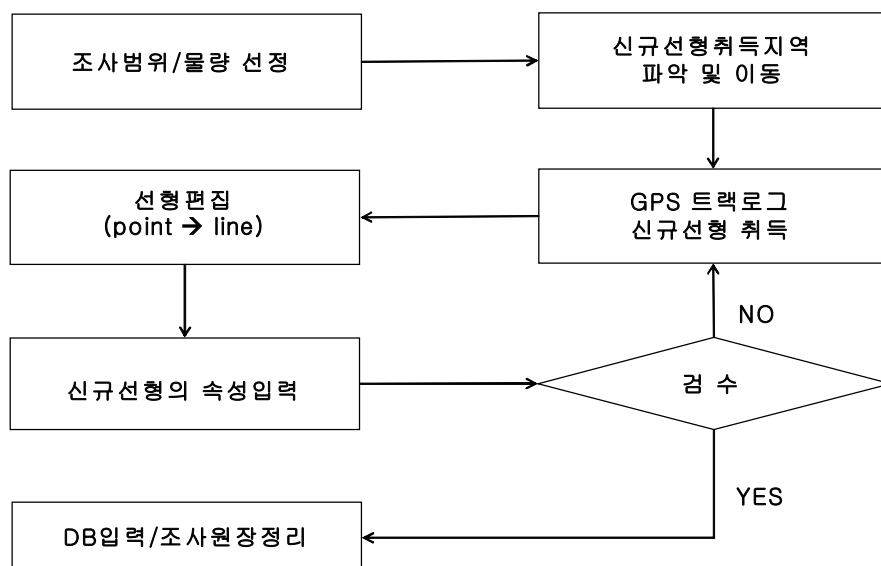 조사범위/물량 선정
신규선형취득지역
파악 및 이동
GPS 트랙로그
신규선형 취득
선형편집
(point → line)
신규선형의 속성입력
검 수
NO
YES
DB입력/조사원장정리